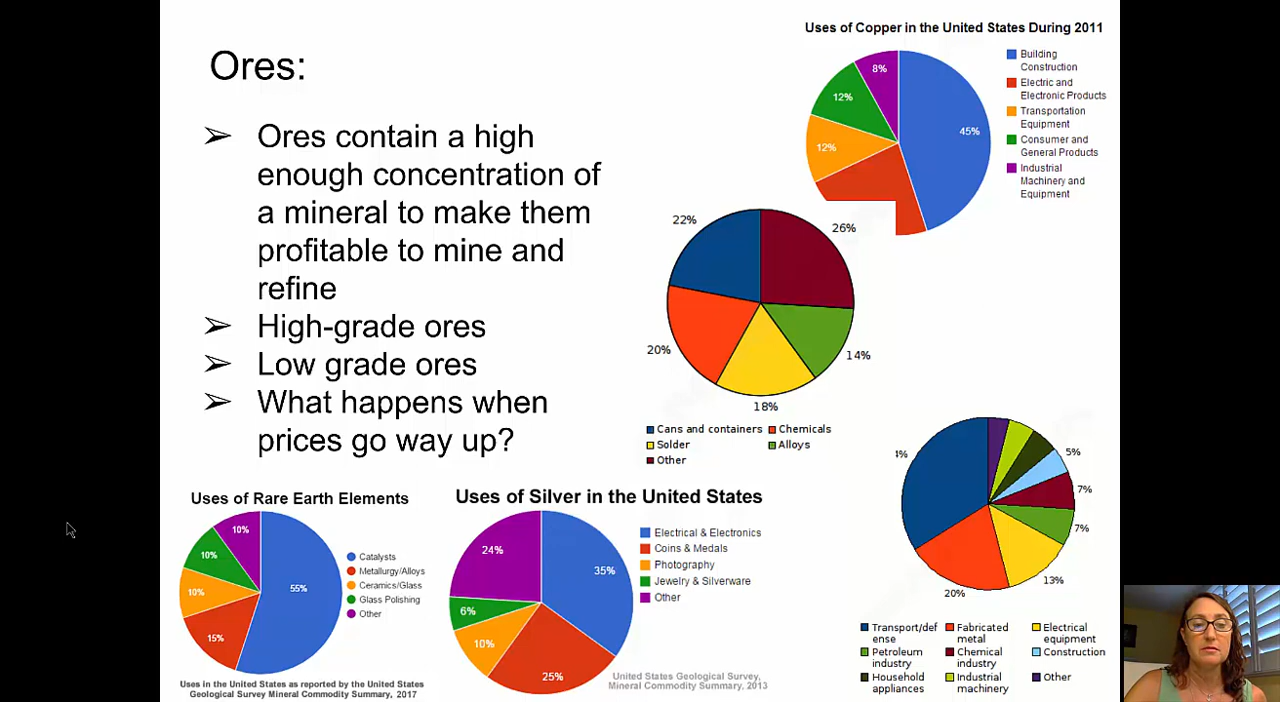 Ores:
➢ Ores contain a high
enough concentration of
a mineral to make them
profitable to mine and
refine
➢ High-grade ores
➢ Low grade ores
➢ What happens when
prices go way up?
Uses of Copper in the United States During 2011
8%
12%
12%
45%
Building
Construction
Electric and
Electronic Products
Transportation
Equipment
Consumer and
General Products
Industrial
Machinery and
Equipment
22%
26%
20%
14%
18%
Cans and containers
Chemicals
Solder
Alloys
Other
4%
5%
7%
7%
13%
20%
Transport/def
ense
Fabricated
metal
Electrical
equipment
Petroleum
industry
Chemical
industry
Construction
Household
appliances
Industrial
machinery
Other
Uses of Rare Earth Elements
10%
10%
10%
15%
55%
Catalysts
Metallurgy/Alloys
Ceramics/Glass
Glass Polishing
Other
Uses in the United States as reported by the United States
Geological Survey Mineral Commodity Summary, 2017
Uses of Silver in the United States
24%
35%
6%
10%
25%
Electrical & Electronics
Coins & Medals
Photography
Jewelry & Silverware
Other
United States Geological Survey,
Mineral Commodity Summary, 2013